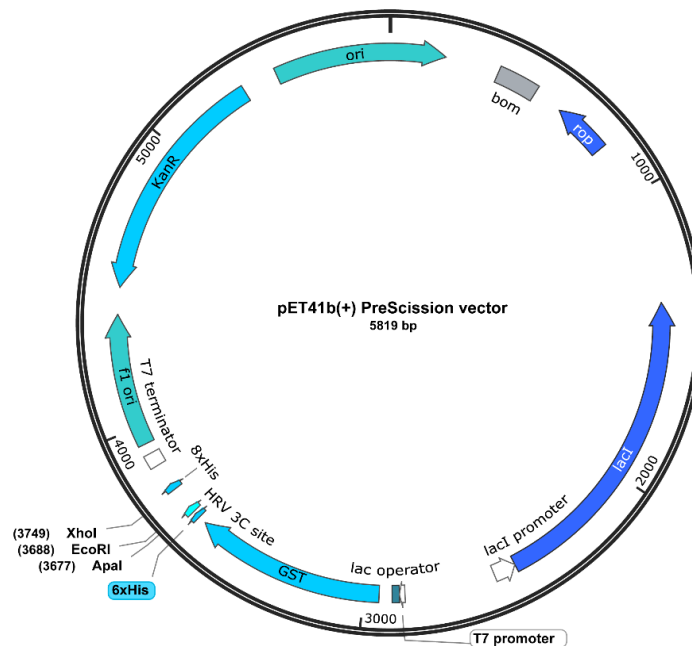 ori
bom
rop
1000
5000
KanR
pET41b(+) PreScission vector
5819 bp
f1 ori
T7 terminator
4000
8xHis
lacI
2000
HRV 3C site
lacI promoter
(3749) XhoI
(3688) EcoRI
(3677) ApaI
6xHis
GST
lac operator
3000
T7 promoter